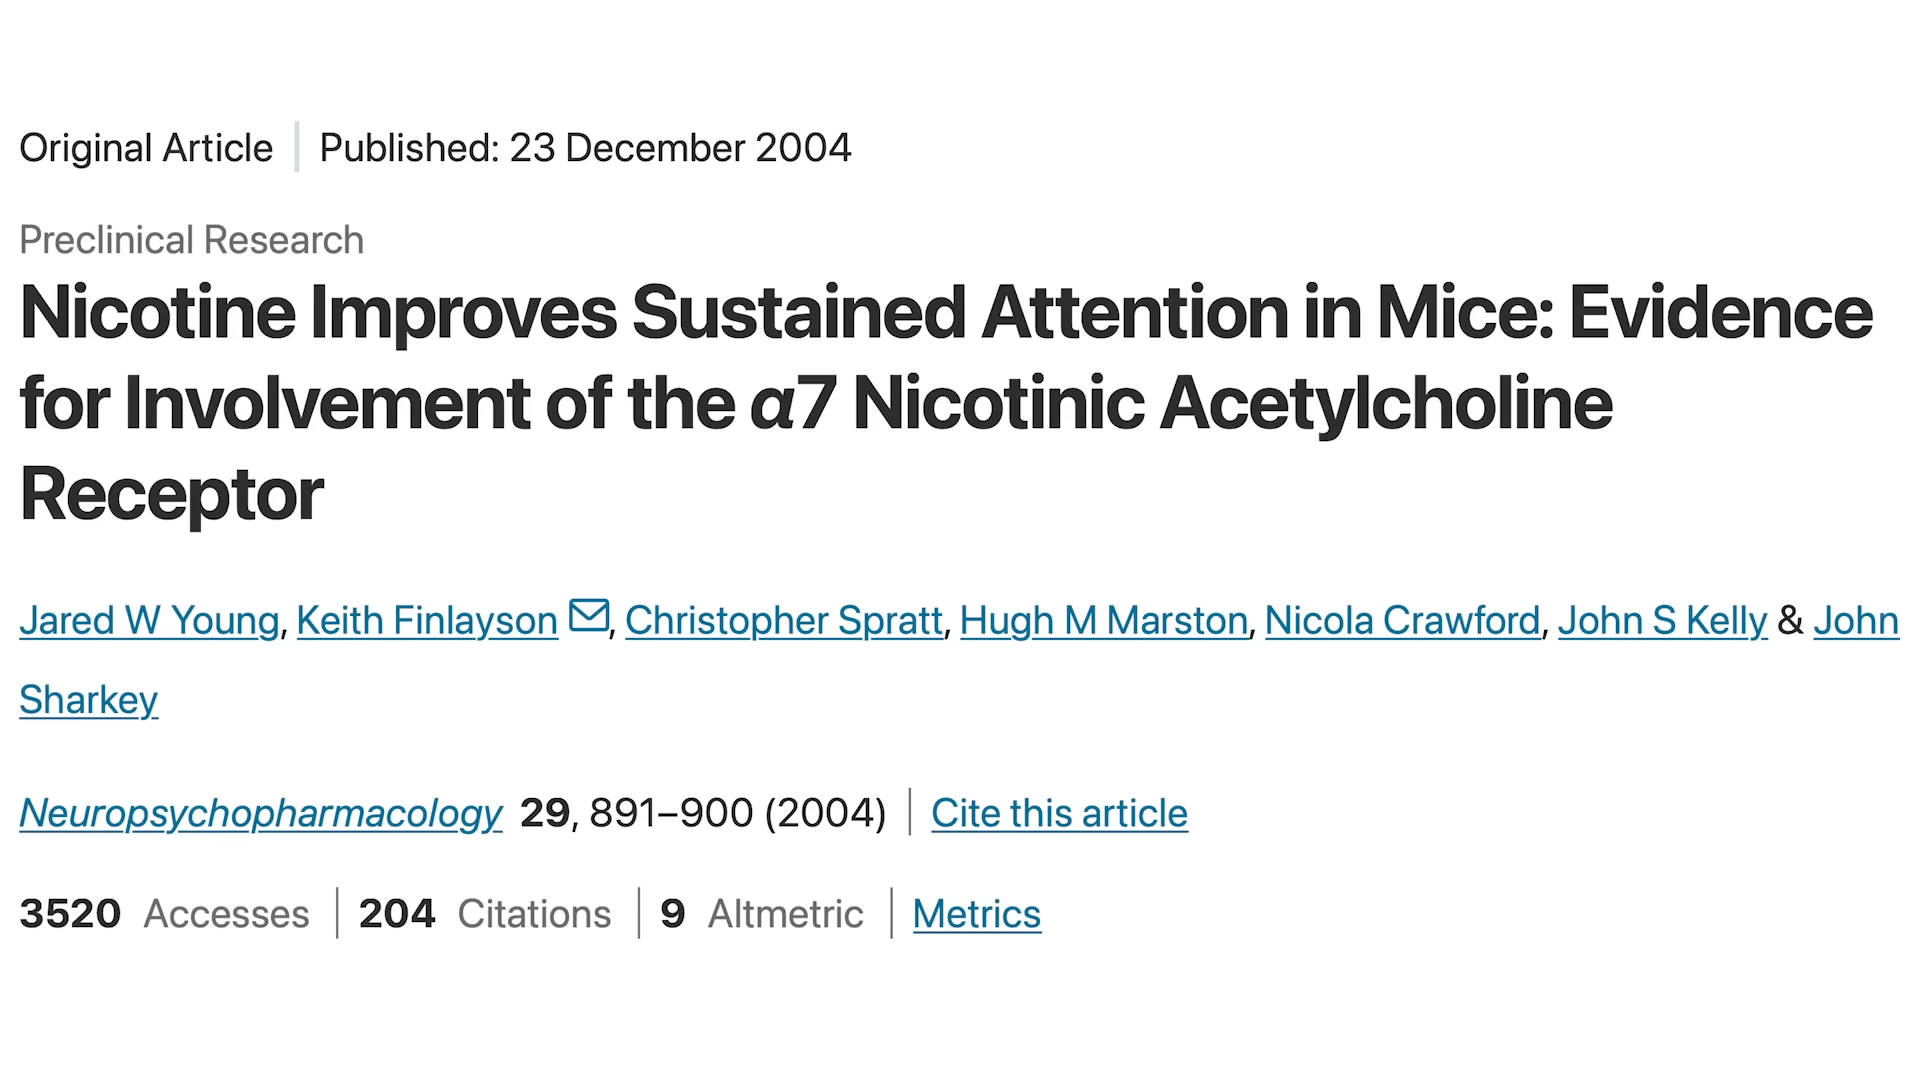 Original Article | Published: 23 December 2004
Preclinical Research
Nicotine Improves Sustained Attention in Mice: Evidence
for Involvement of the α7 Nicotinic Acetylcholine
Receptor
Jared W Young, Keith Finlayson, Christopher Spratt, Hugh M Marston, Nicola Crawford, John S Kelly & John
Sharkey
Neuropsychopharmacology 29, 891–900 (2004) | Cite this article
3520 Accesses | 204 Citations | 9 Altmetric | Metrics